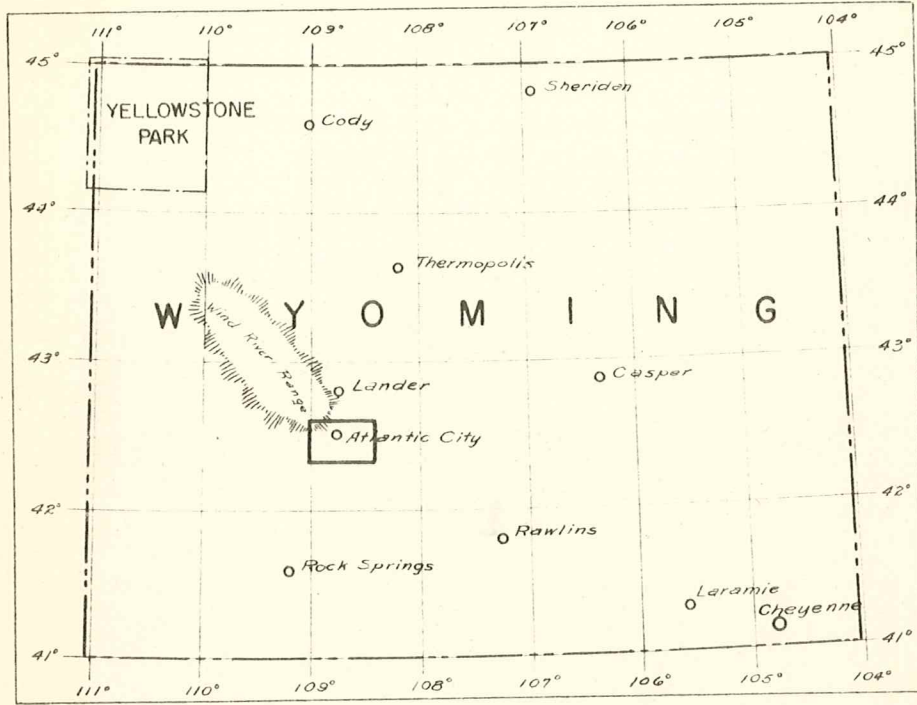 111° 110° 109° 108° 107° 106° 105° 104°
45° 45°
Sheriden
YELLOWSTONE
PARK
Cody
44° 44°
Thermopolis
WYOMING
Wind River Range
43° 43°
Casper
Lander
Atlantic City
42° 42°
Rawlins
Rock Springs
Laramie
Cheyenne
41° 41°
111° 110° 109° 108° 107° 106° 105° 104°